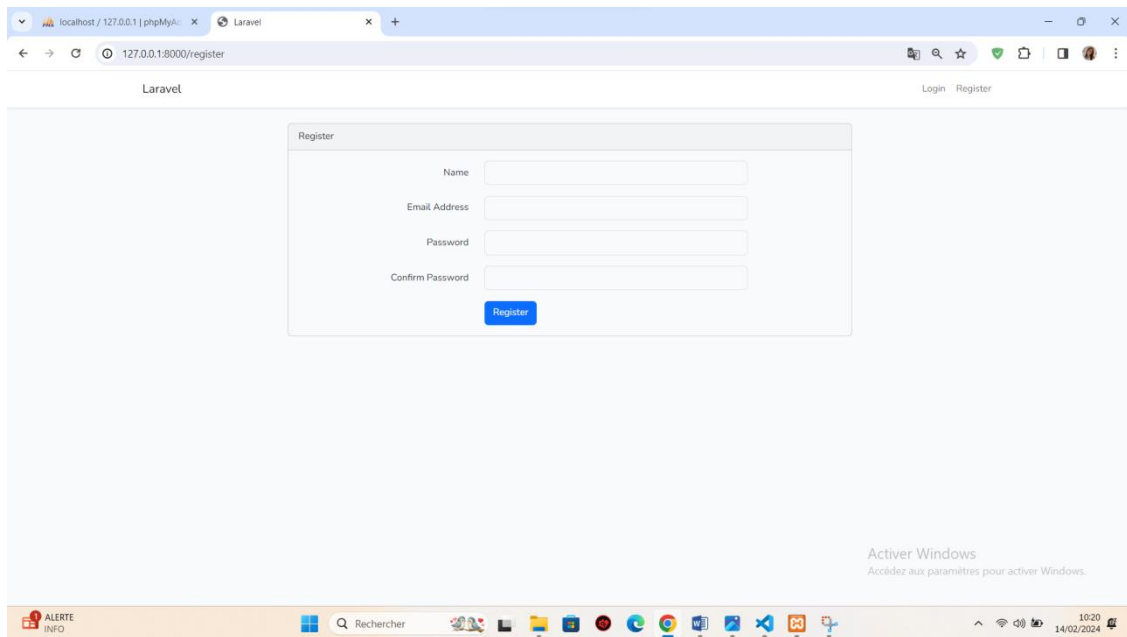 localhost / 127.0.0.1 | phpMyAd
Laravel
127.0.0.1:8000/register
Laravel
Login Register
Register
Name
Email Address
Password
Confirm Password
Register
Activer Windows
Accédez aux paramètres pour activer Windows.
1
ALERTE
INFO
Rechercher
10:20
14/02/2024